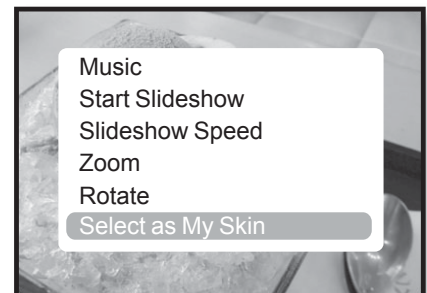 Music
Start Slideshow
Slideshow Speed
Zoom
Rotate
Select as My Skin